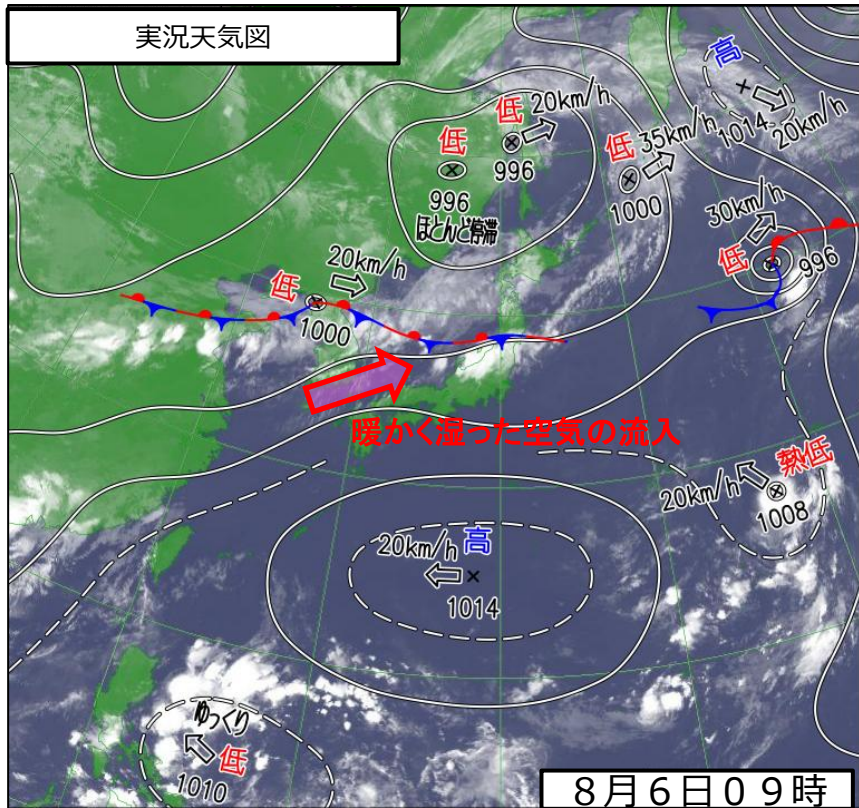 実況天気図
高
1014
20km/h
低
996
20km/h
低
996
ほとんど停滞
低
1000
35km/h
30km/h
低
996
20km/h
低
1000
暖かく湿った空気の流入
熱低
20km/h
1008
20km/h
高
1014
ゆっくり
低
1010
8月6日09時